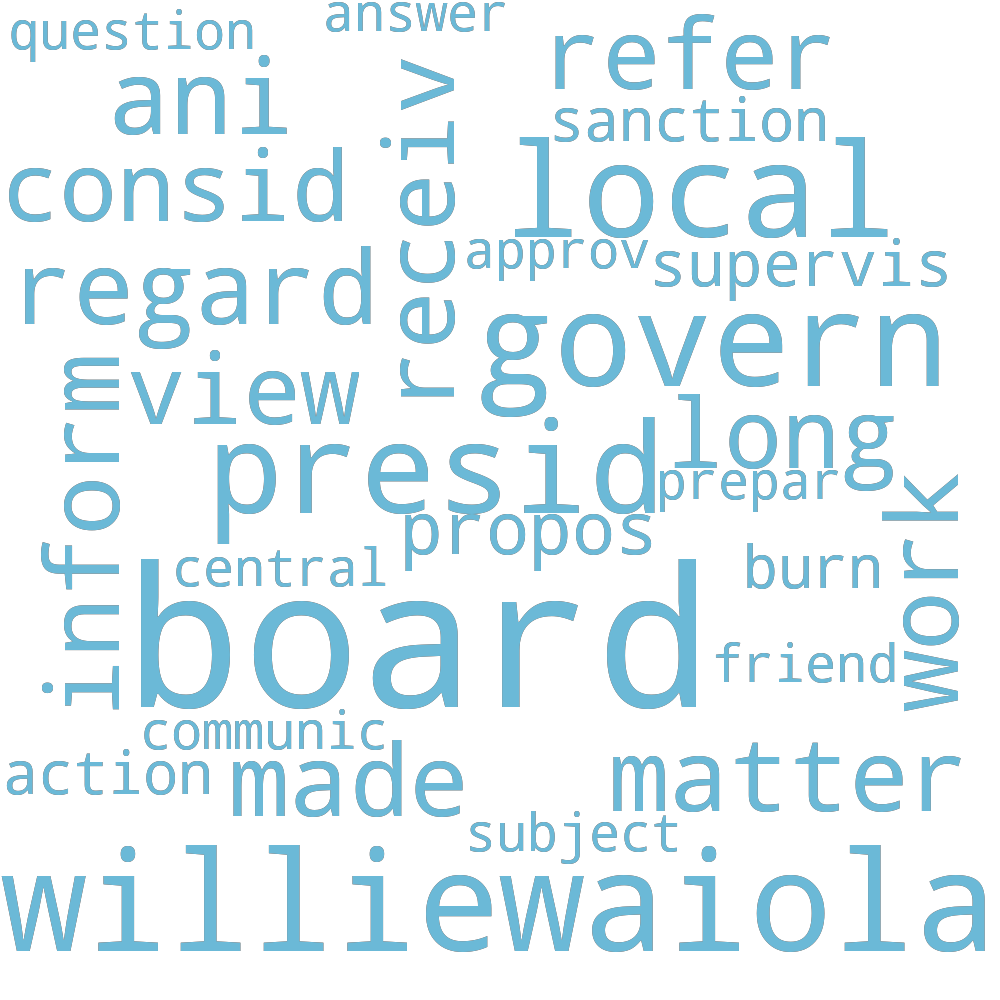 question
answer
refer
ani
sanction
receiv
consid
local
approv
supervis
regard
govern
inform
view
long
presid
prepar
work
propos
central
burn
board
friend
communic
action
made
matter
subject
williewaiola